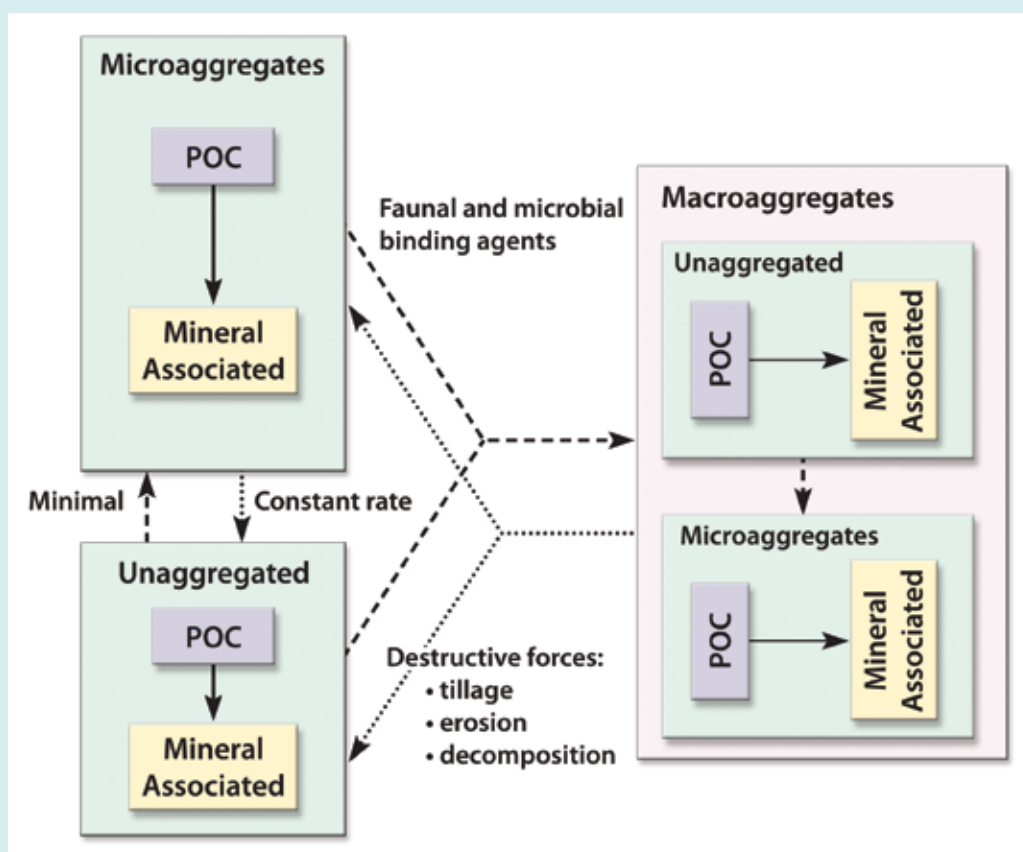 Microaggregates
POC
Mineral
Associated
Faunal and microbial
binding agents
Macroaggregates
Unaggregated
POC
Mineral
Associated
Minimal
Constant rate
Microaggregates
POC
Mineral
Associated
Unaggregated
POC
Mineral
Associated
Destructive forces:
• tillage
• erosion
• decomposition